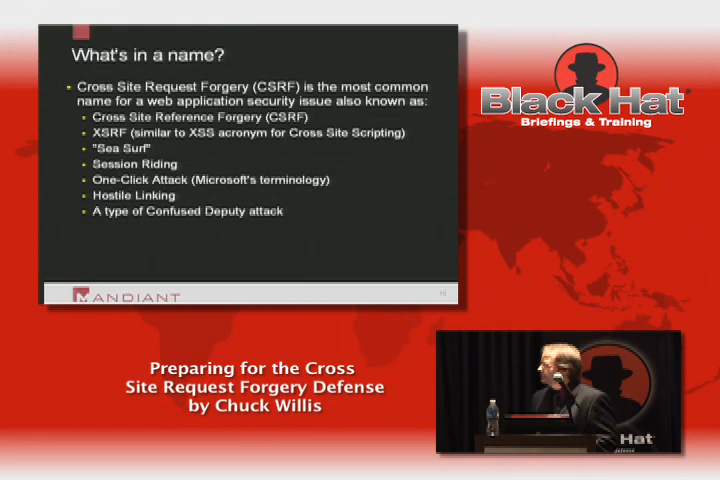 What's in a name?
Cross Site Request Forgery (CSRF) is the most common
name for a web application security issue also known as:
Cross Site Reference Forgery (CSRF)
XSRF (similar to XSS acronym for Cross Site Scripting)
"Sea Surf"
Session Riding
One-Click Attack (Microsoft's terminology)
Hostile Linking
A type of Confused Deputy attack
MANDIANT
10
Black Hat
Briefings & Training
Preparing for the Cross
Site Request Forgery Defense
by Chuck Willis
Hat